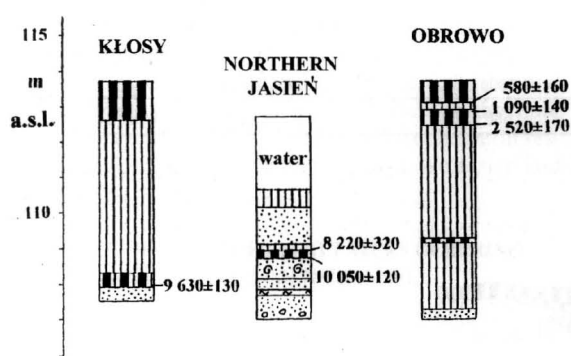 115
m
a.s.l.
110
KŁOSY
9 630±130
NORTHERN
JASIEŃ
water
8 220±320
10 050±120
OBROWO
580±160
1 090±140
2 520±170